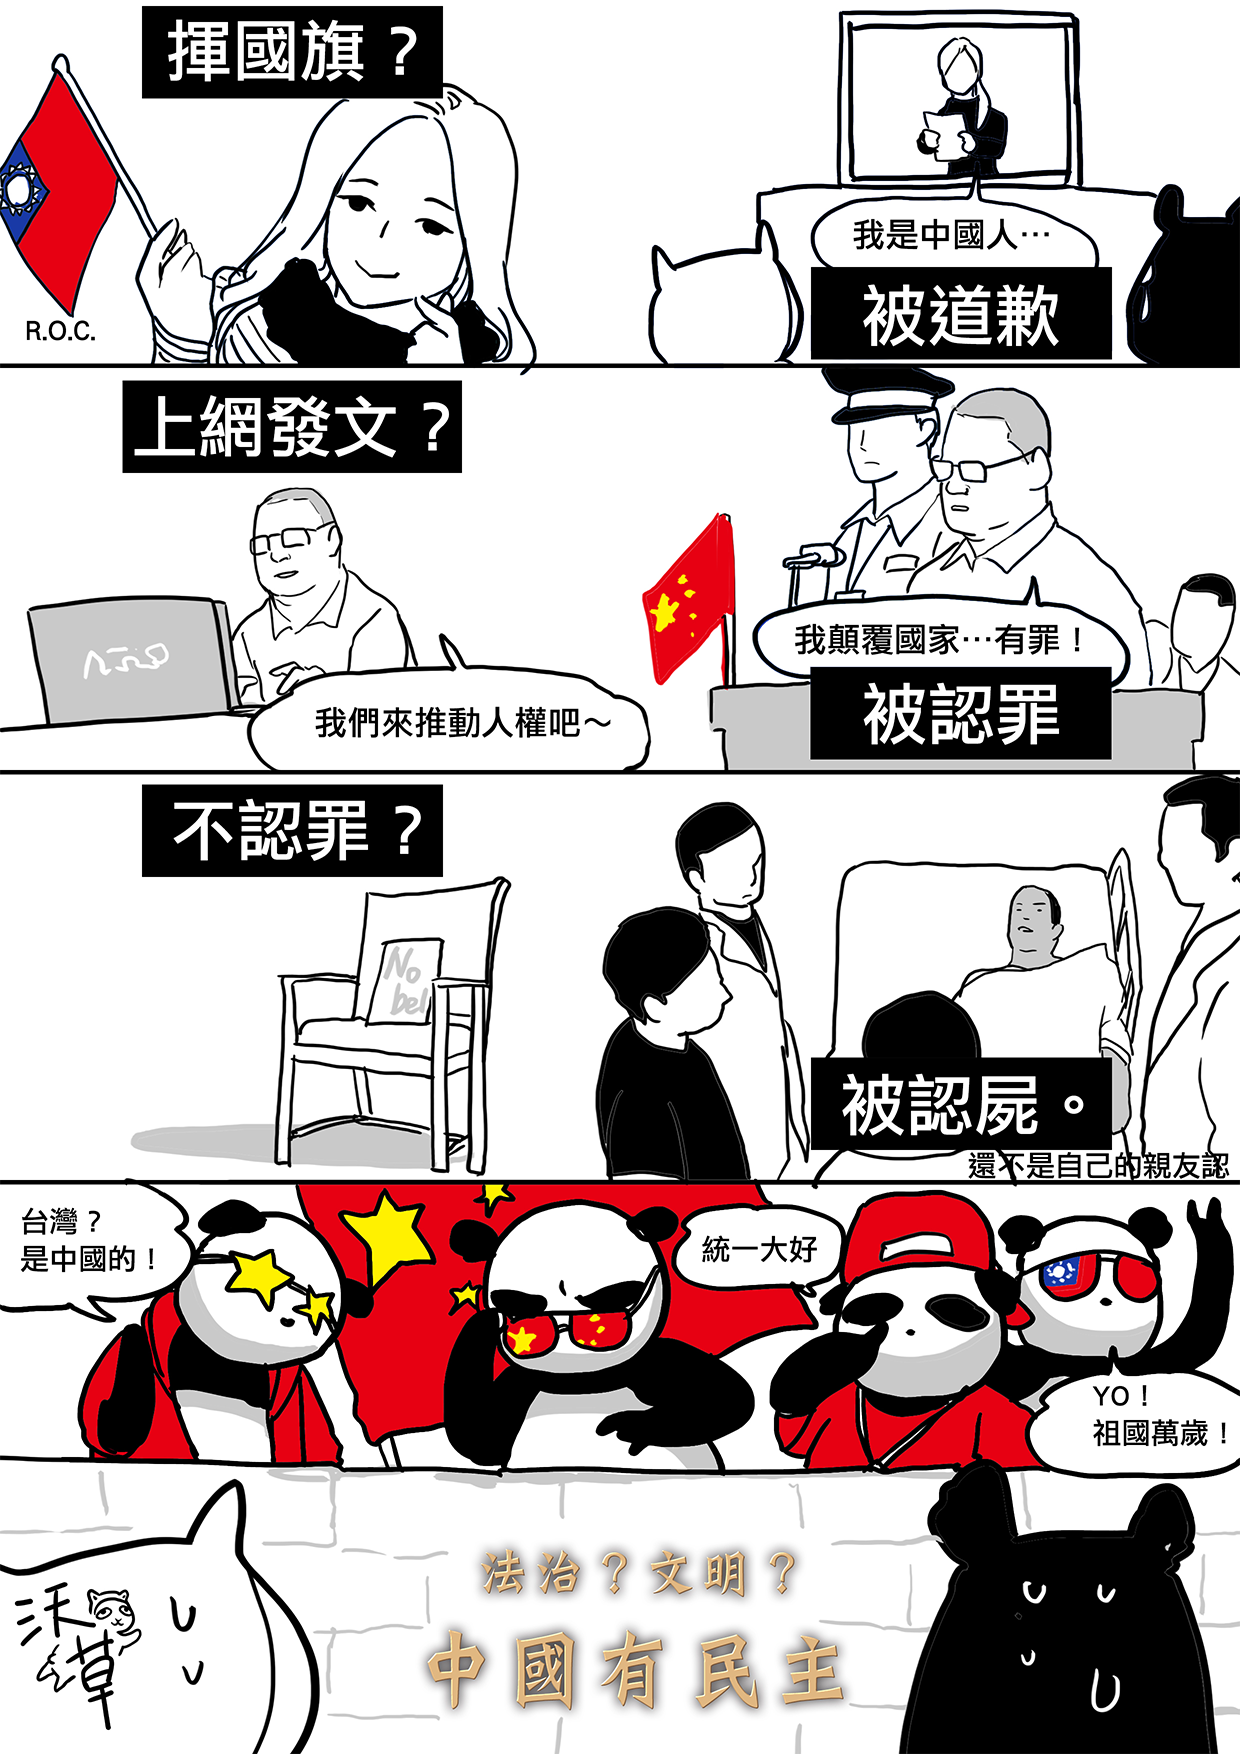 揮國旗？
R.O.C.
我是中國人…
被道歉
上網發文？
我們來推動人權吧～
我顛覆國家…有罪！
被認罪
不認罪？
No
bel
被認屍。
還不是自己的親友認
台灣？
是中國的！
統一大好
YO！
祖國萬歲！
法治？文明？
中國有民主
沃草